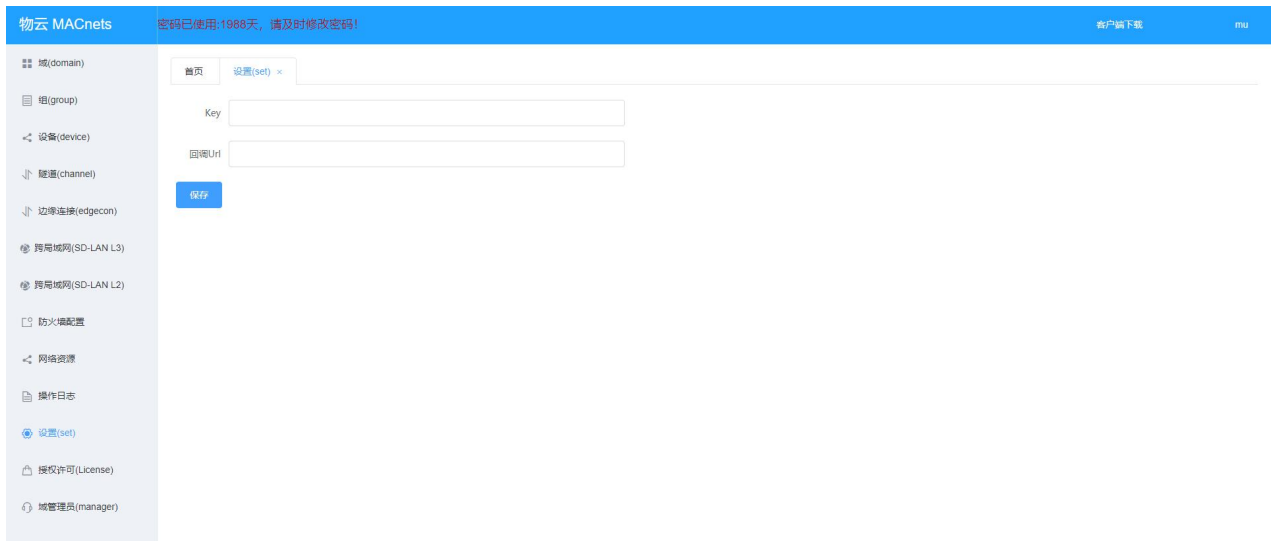 物云 MACnets 密码已使用:1988天，请及时修改密码! 客户端下载 mu
域(domain)
首页 设置(set) ×
组(group)
Key
设备(device)
回调Url
隧道(channel)
保存
边缘连接(edgecon)
跨局域网(SD-LAN L3)
跨局域网(SD-LAN L2)
防火墙配置
网络资源
操作日志
设置(set)
授权许可(License)
域管理员(manager)